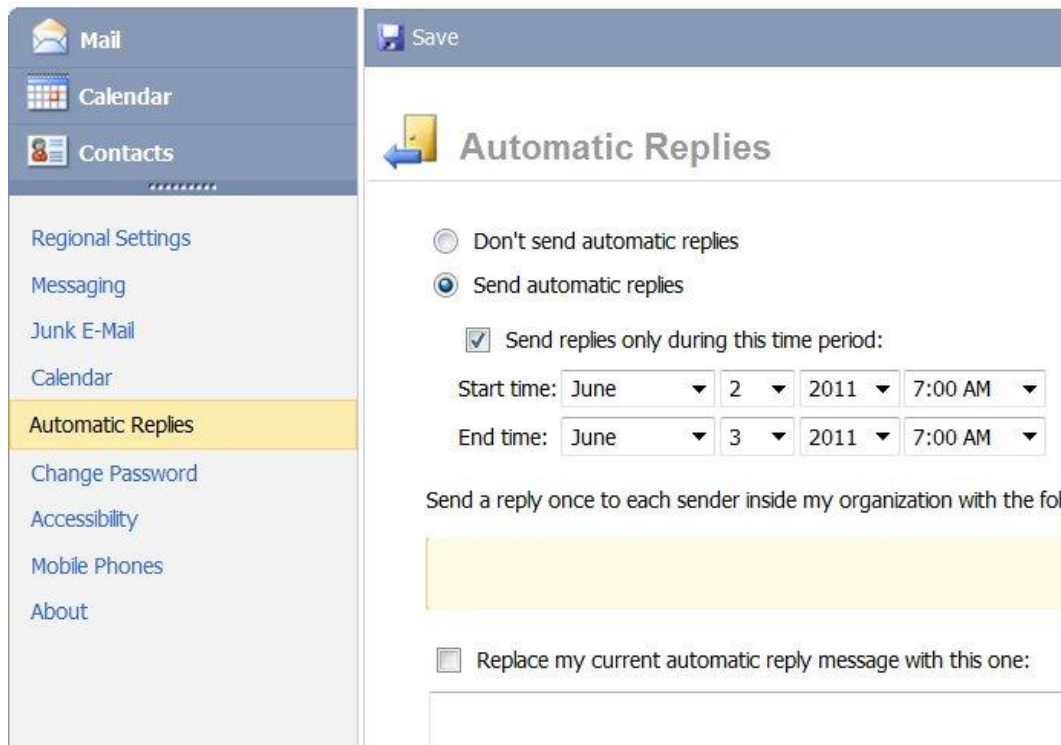 Mail
Calendar
Contacts
Regional Settings
Messaging
Junk E-Mail
Calendar
Automatic Replies
Change Password
Accessibility
Mobile Phones
About
Save
Automatic Replies
Don't send automatic replies
Send automatic replies
Send replies only during this time period:
Start time: June 2 2011 7:00 AM
End time: June 3 2011 7:00 AM
Send a reply once to each sender inside my organization with the fol
Replace my current automatic reply message with this one: